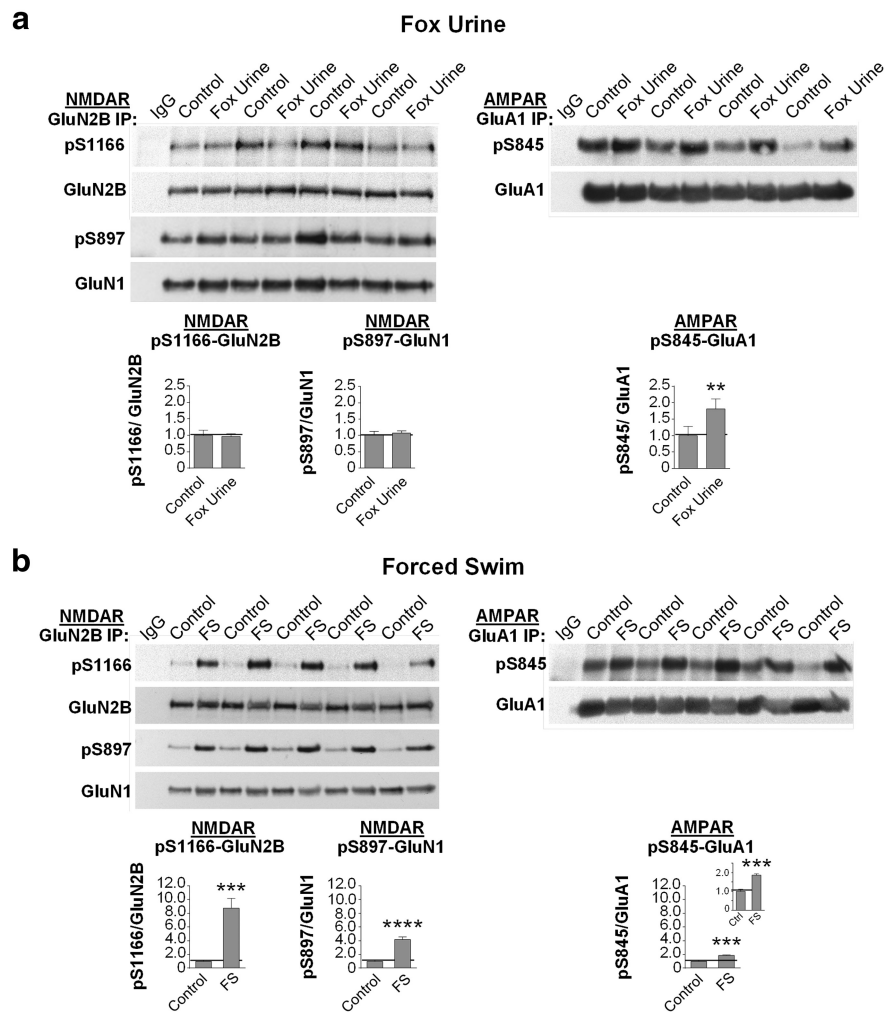 a
Fox Urine
NMDAR
GluN2B IP:
IgG Control Fox Urine Control Fox Urine Control Fox Urine Control Fox Urine
pS1166
GluN2B
pS897
GluN1
AMPAR
GluA1 IP:
IgG Control Fox Urine Control Fox Urine Control Fox Urine Control Fox Urine
pS845
GluA1
NMDAR
pS1166-GluN2B
pS1166/ GluN2B
2.5
2.0
1.5
1.0
0.5
0
Control Fox Urine
NMDAR
pS897-GluN1
pS897/GluN1
2.5
2.0
1.5
1.0
0.5
0
Control Fox Urine
AMPAR
pS845-GluA1
pS845/ GluA1
2.5
2.0
1.5
1.0
0.5
0
**
Control Fox Urine
b
Forced Swim
NMDAR
GluN2B IP:
IgG Control FS Control FS Control FS Control FS Control FS
pS1166
GluN2B
pS897
GluN1
AMPAR
GluA1 IP:
IgG Control FS Control FS Control FS Control FS Control FS
pS845
GluA1
NMDAR
pS1166-GluN2B
pS1166/GluN2B
12.0
10.0
8.0
6.0
4.0
2.0
0
***
Control FS
NMDAR
pS897-GluN1
pS897/GluN1
12.0
10.0
8.0
6.0
4.0
2.0
0
****
Control FS
AMPAR
pS845-GluA1
pS845/GluA1
12.0
10.0
8.0
6.0
4.0
2.0
0
***
Control FS
2.0
1.0
0
***
Ctrl FS